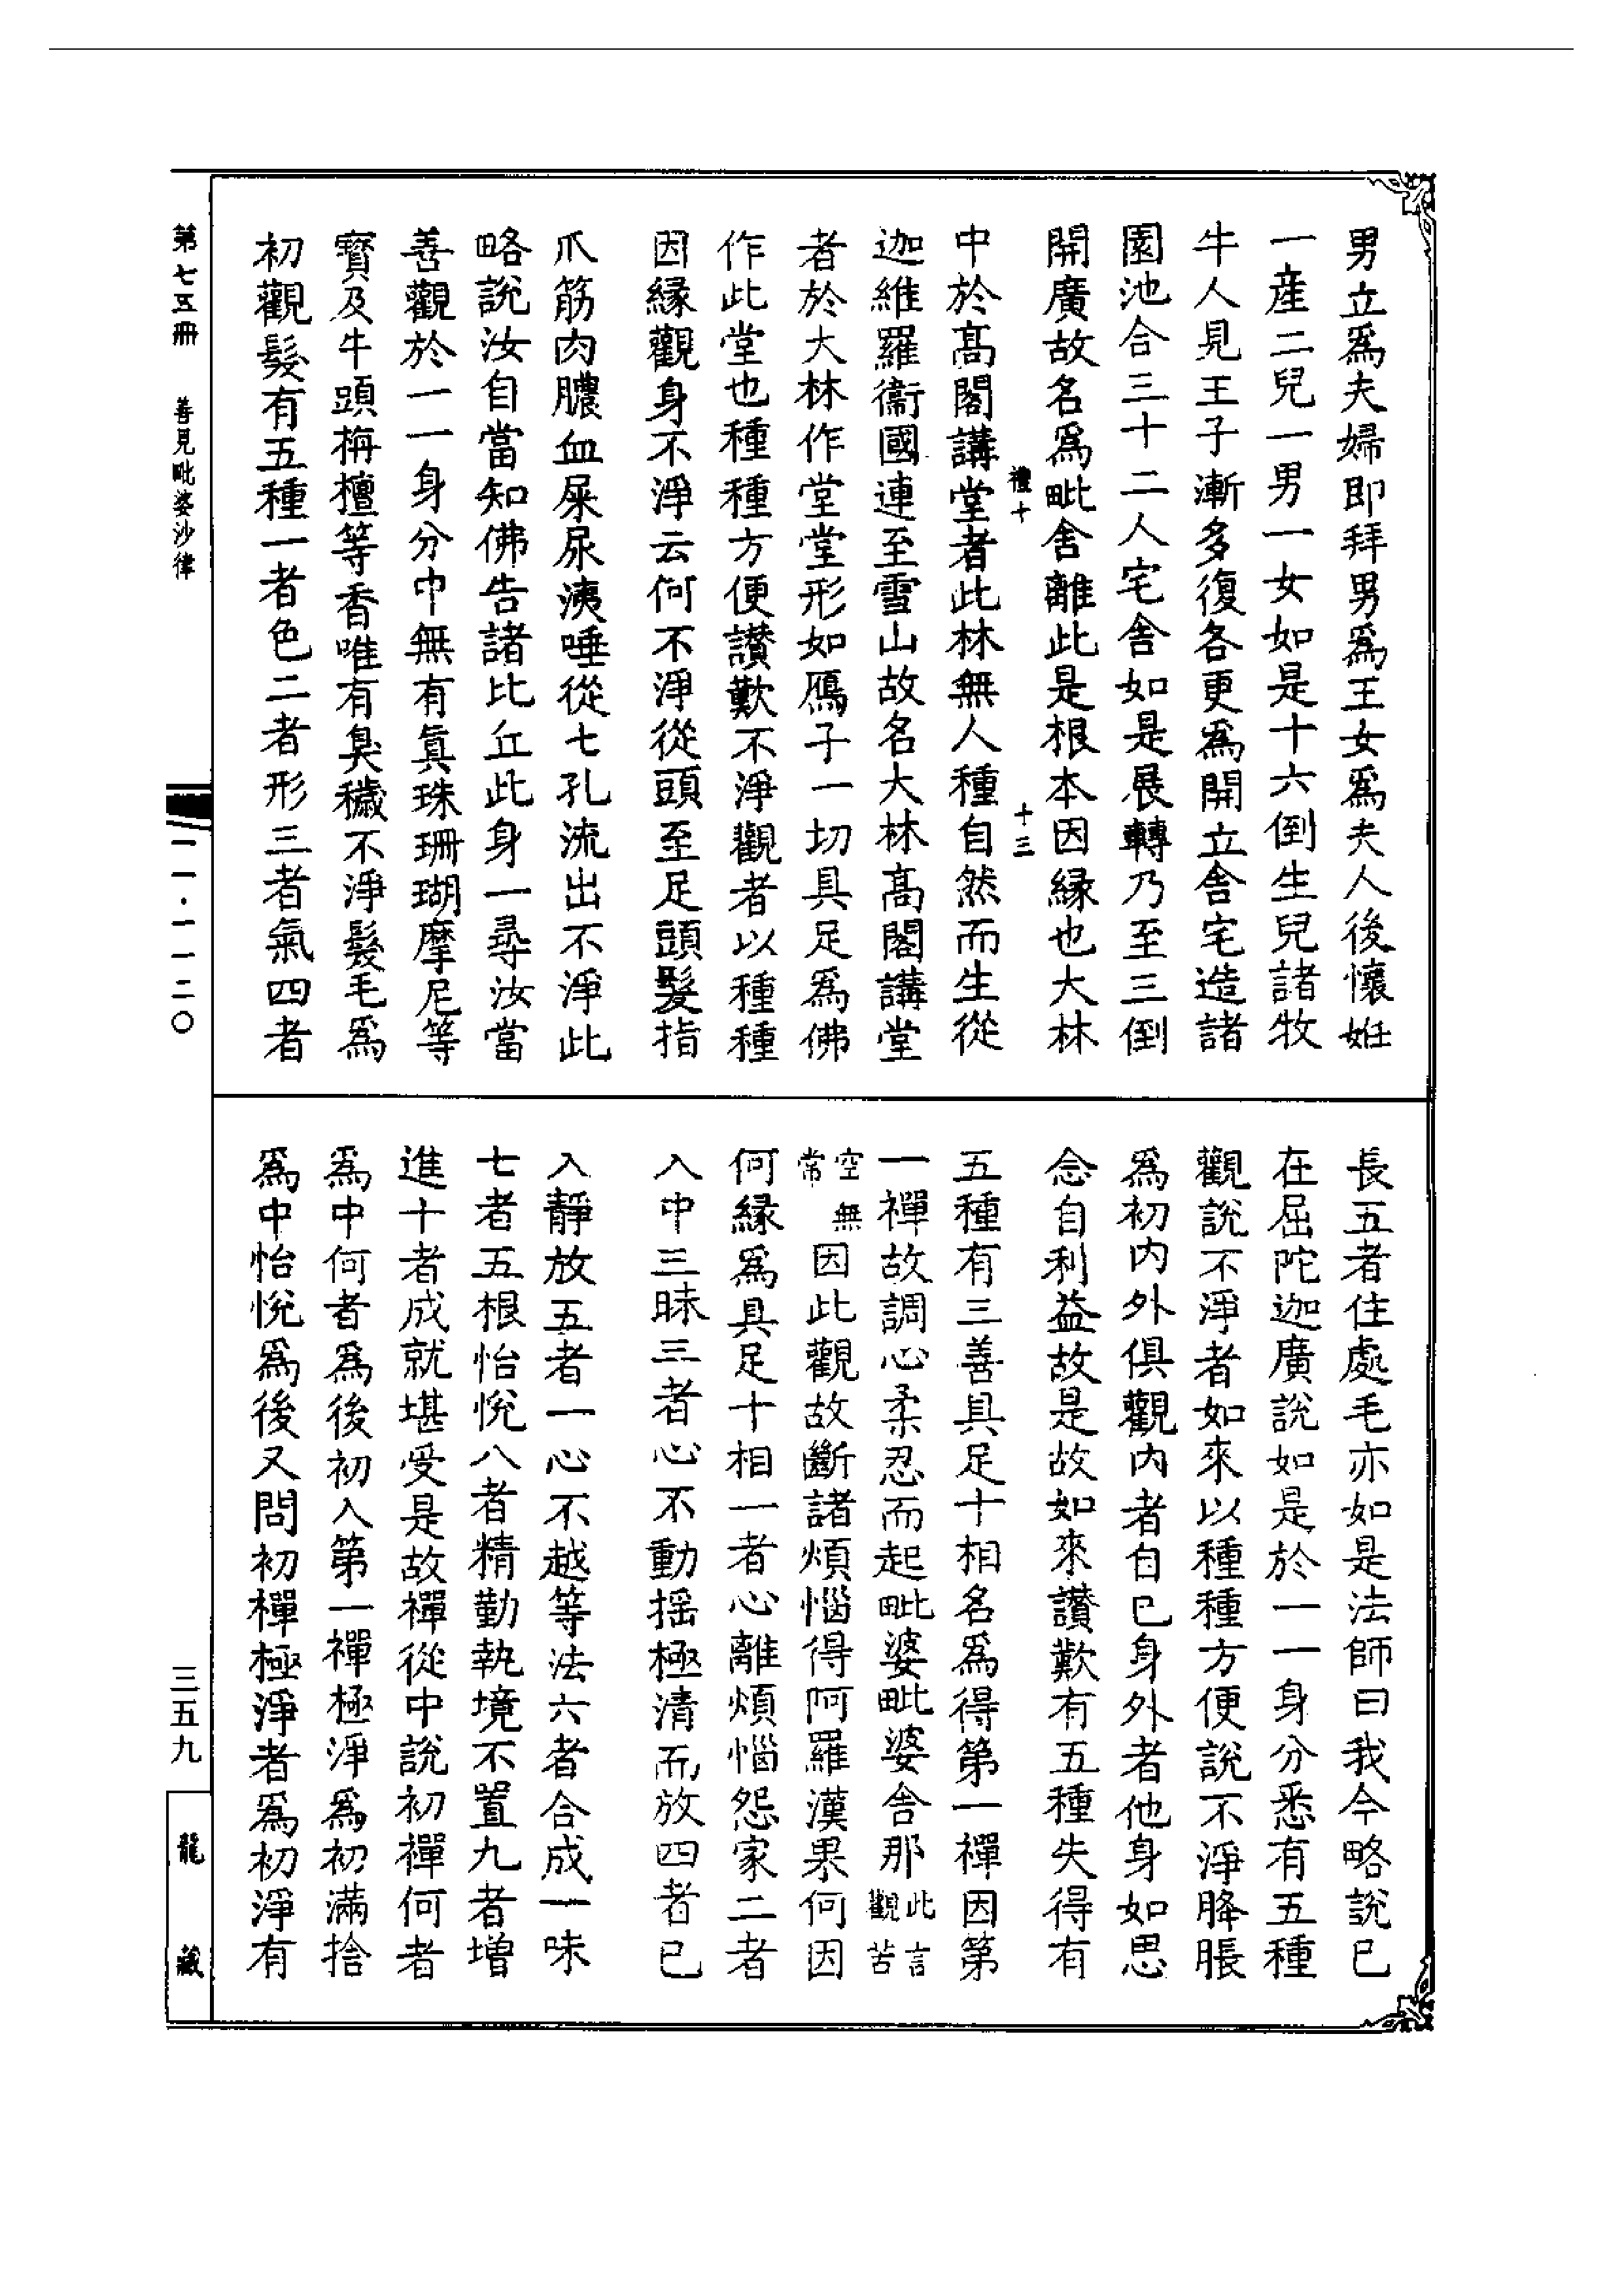 男立爲夫婦即拜男爲王女爲夫人後懷姙
一産二兒一男一女如是十六倒生兒諸牧
牛人見王子漸多復各更爲開立舍宅造諸
園池合三十二人宅舍如是展轉乃至三倒
開廣故名爲毗舍離此是根本因縁也大林
禮十 十三
中於髙閣講堂者此林無人種自然而生從
迦維羅衞國連至雪山故名大林髙閣講堂
者於大林作堂堂形如鴈子一切具足爲佛
作此堂也種種方便讃歎不淨觀者以種種
因縁觀身不淨云何不淨從頭至足頭髮指
爪筋肉膿血屎尿洟唾從七孔流出不淨此
略說汝自當知佛告諸比丘此身一尋汝當
善觀於一一身分中無有眞珠珊瑚摩尼等
寳及牛頭栴檀等香唯有臭穢不淨髮毛爲
初觀髮有五種一者色二者形三者氣四者
長五者住處毛亦如是法師曰我今略説已
在屈陀迦廣説如是於一一身分悉有五種
觀説不淨者如來以種種方便說不淨胮脹
爲初内外俱觀内者自已身外者他身如思
念自利益故是故如來讃歎有五種失得有
五種有三善具足十相名爲得第一禪因第
一禪故調心柔忍而起毗婆毗婆舍那此言觀苦
空無常因此觀故斷諸煩惱得阿羅漢果何因
何縁爲具足十相一者心離煩惱怨家二者
入中三昧三者心不動揺極清而放四者已
入靜放五者一心不越等法六者合成一味
七者五根怡悅八者精勤執境不置九者增
進十者成就堪受是故禪從中説初禪何者
爲中何者爲後初入第一禪極淨爲初滿捨
爲中怡悅爲後又問初禪極淨者爲初淨有
第七五册 善見毗婆沙律
一一·一一二〇
三五九
龍藏